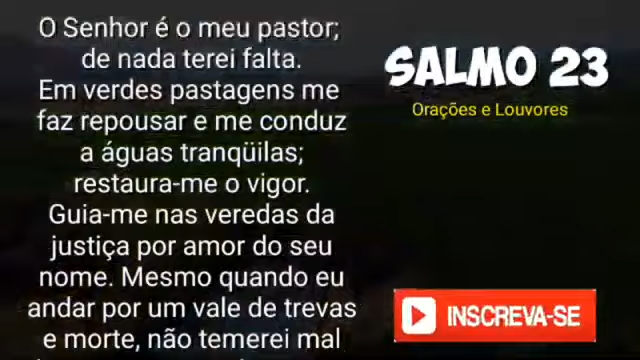 O Senhor é o meu pastor;
de nada terei falta.
Em verdes pastagens me
faz repousar e me conduz
a águas tranqüilas;
restaura-me o vigor.
Guia-me nas veredas da
justiça por amor do seu
nome. Mesmo quando eu
andar por um vale de trevas
e morte, não temerei mal
SALMO 23
Orações e Louvores
INSCREVA-SE